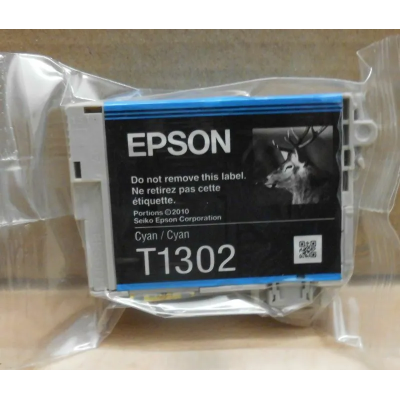 EPSON
Do not remove this label.
Ne retirez pas cette
étiquette.
Portions ©2010
Seiko Epson Corporation
Cyan / Cyan
T1302